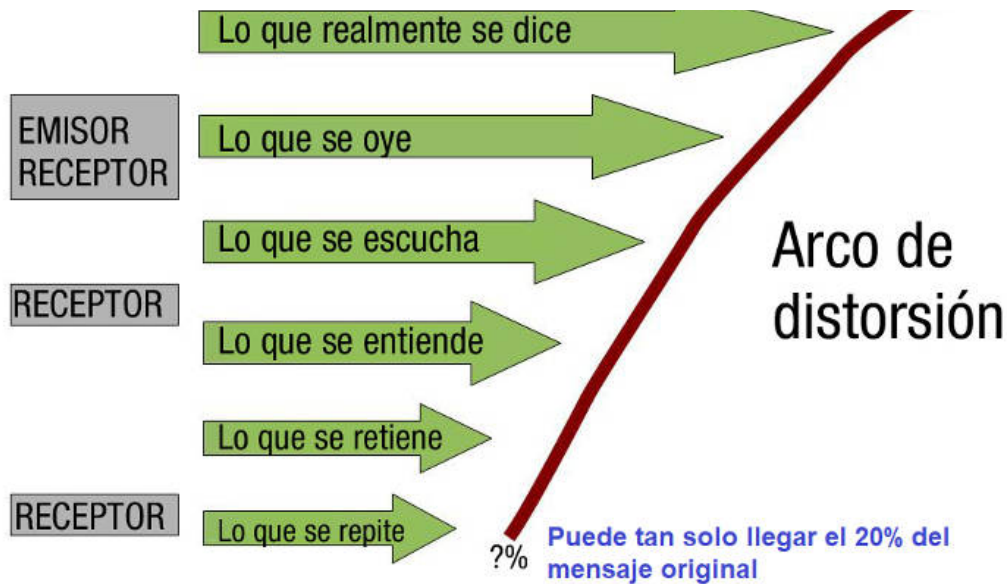 Lo que realmente se dice
EMISOR
RECEPTOR
Lo que se oye
Lo que se escucha
Arco de
distorsión
RECEPTOR
Lo que se entiende
Lo que se retiene
RECEPTOR
Lo que se repite
?%
Puede tan solo llegar el 20% del
mensaje original